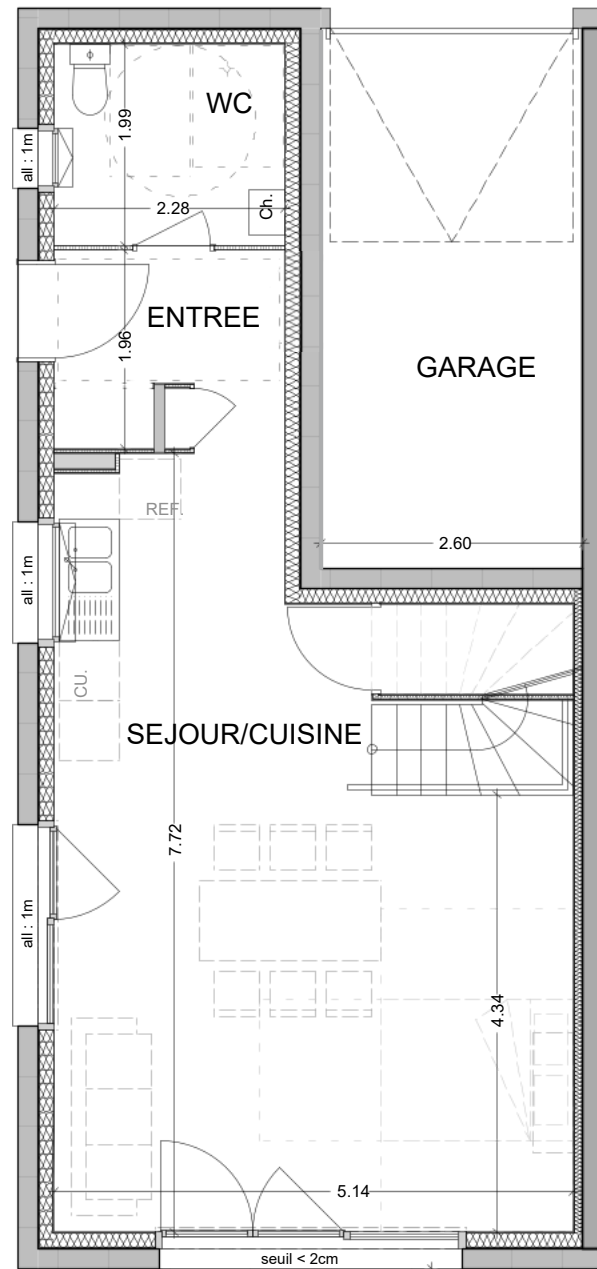 WC
1.99
all : 1m
2.28
Ch.
ENTREE
1.96
GARAGE
REF.
2.60
all : 1m
CU.
SEJOUR/CUISINE
7.72
all : 1m
4.34
5.14
seuil < 2cm